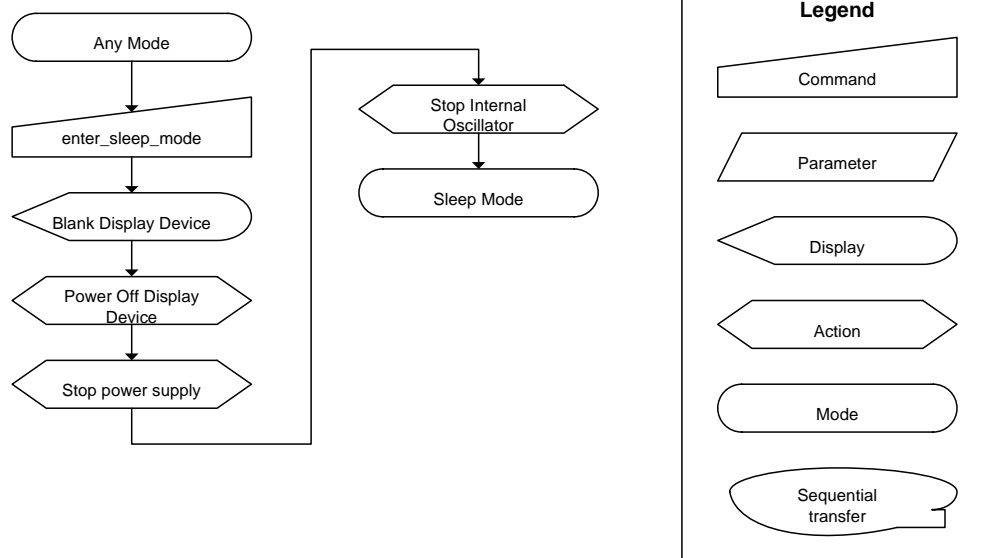 Any Mode
enter_sleep_mode
Blank Display Device
Power Off Display
Device
Stop power supply
Stop Internal
Oscillator
Sleep Mode
Legend
Command
Parameter
Display
Action
Mode
Sequential
transfer